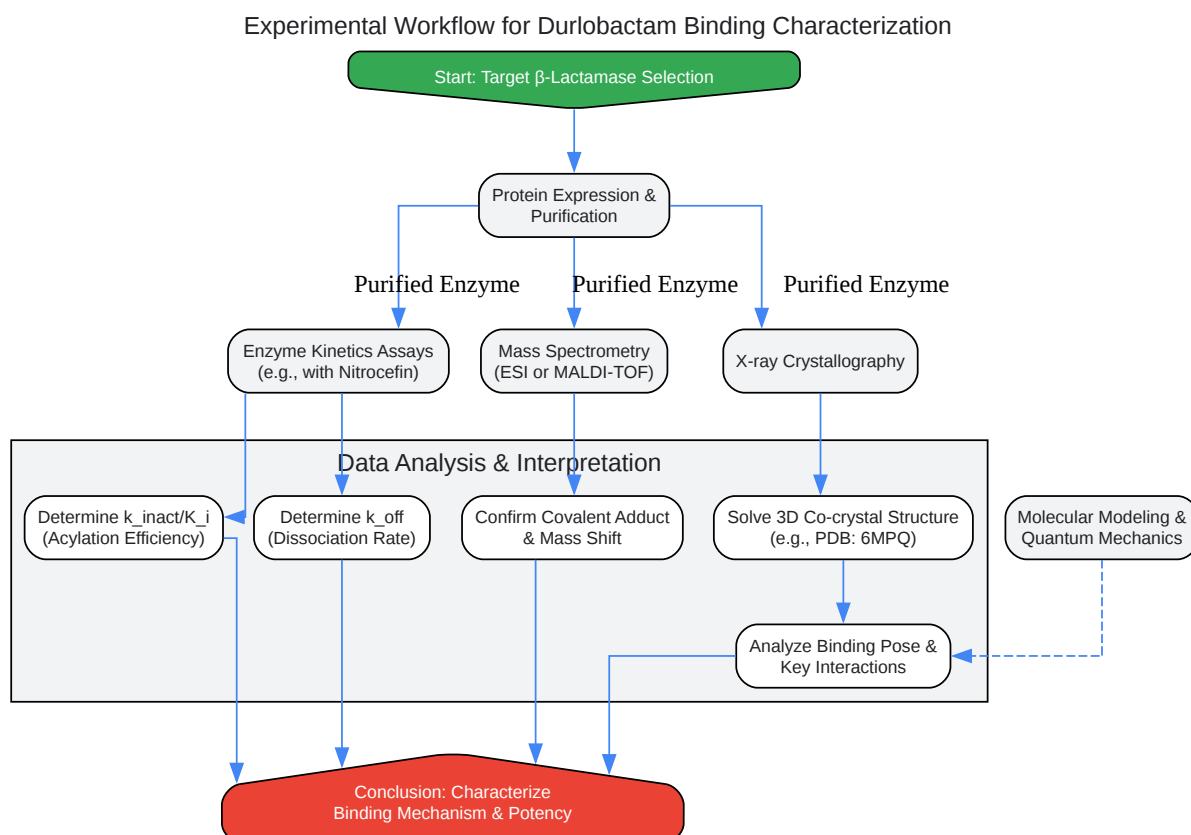 Experimental Workflow for Durlobactam Binding Characterization
Start: Target β-Lactamase Selection
Protein Expression &
Purification
Purified Enzyme
Purified Enzyme
Purified Enzyme
Enzyme Kinetics Assays
(e.g., with Nitrocefin)
Mass Spectrometry
(ESI or MALDI-TOF)
X-ray Crystallography
Data Analysis & Interpretation
Determine k_inact/K_i
(Acylation Efficiency)
Determine k_off
(Dissociation Rate)
Confirm Covalent Adduct
& Mass Shift
Solve 3D Co-crystal Structure
(e.g., PDB: 6MPQ)
Molecular Modeling &
Quantum Mechanics
Analyze Binding Pose &
Key Interactions
Conclusion: Characterize
Binding Mechanism & Potency